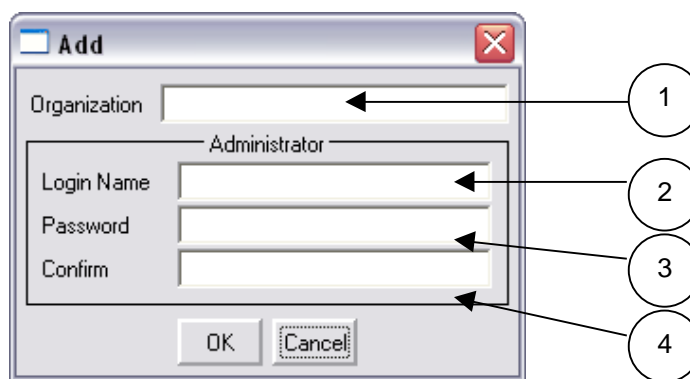 Add
Organization
1
Administrator
Login Name
2
Password
3
Confirm
OK
Cancel
4